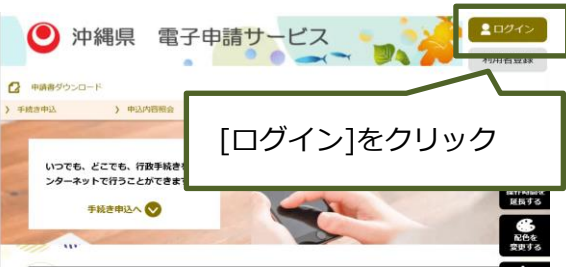 沖縄県 電子申請サービス
ログイン
利用者登録
申請書ダウンロード
手続き申込
申込内容照会
[ログイン]をクリック
いつでも、どこでも、行政手続き
ンターネットで行うことができます
手続き申込へ
延長する
配色を
変更する